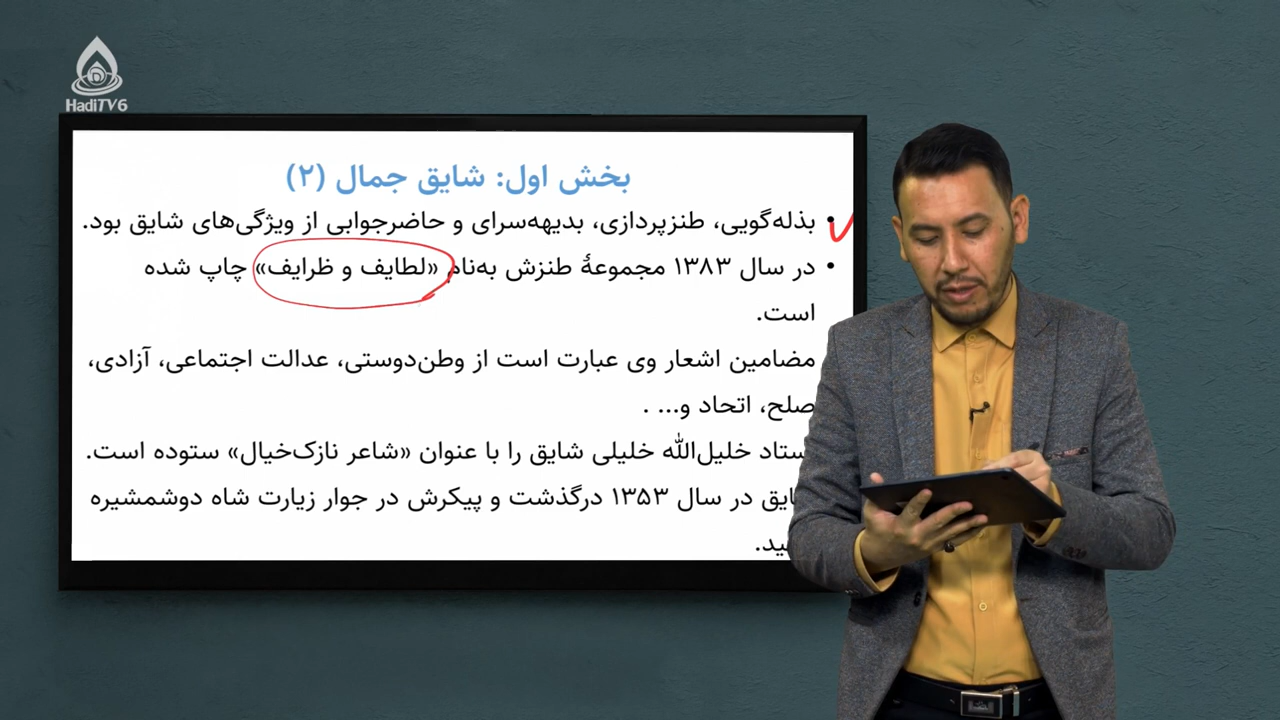 HadiTV6
بخش اول: شایق جمال (۲)
• بذله‌گویی، طنزپردازی، بدیهه‌سرای و حاضرجوابی از ویژگی‌های شایق بود.
• در سال ۱۳۸۳ مجموعهٔ طنزش به‌نام «لطایف و ظرایف» چاپ شده
است.
مضامین اشعار وی عبارت است از وطن‌دوستی، عدالت اجتماعی، آزادی،
صلح، اتحاد و... .
خلیل‌الله خلیلی شایق را با عنوان «شاعر نازک‌خیال» ستوده است.
در سال ۱۳۵۳ درگذشت و پیکرش در جوار زیارت شاه دوشمشیره